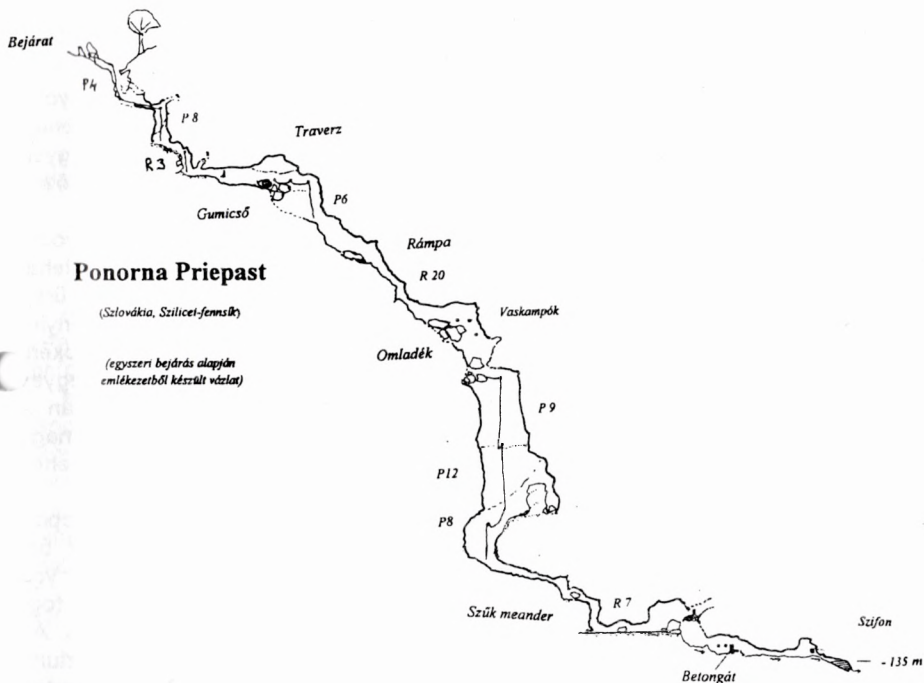 Bejárat
P4
P 8
R 3
Traverz
Gumicső
P6
Rámpa
R 20
Ponorna Priepast
(Szlovákia, Szilicei-fennsík)
(egyszeri bejárás alapján
emlékezetből készült vázlat)
Vaskampók
Omladék
P 9
P12
P8
Szűk meander
R 7
Szifon
- 135 m
Betongát